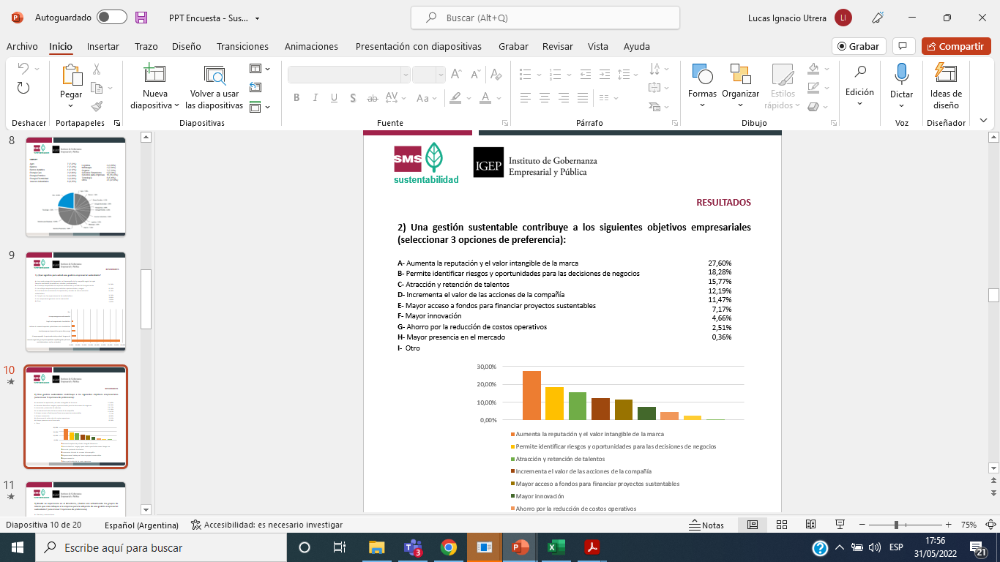 Autoguardado
PPT Encuesta - Sus...
Buscar (Alt+Q)
Lucas Ignacio Utrera
LI
Archivo
Inicio
Insertar
Trazo
Diseño
Transiciones
Animaciones
Presentación con diapositivas
Grabar
Revisar
Vista
Ayuda
Grabar
Compartir
Pegar
Nueva
diapositiva
Volver a usar
las diapositivas
N
K
S
S
ab
AV
Aa
A
Formas
Organizar
Estilos
rápidos
Edición
Dictar
Ideas de
diseño
Deshacer
Portapapeles
Diapositivas
Fuente
Párrafo
Dibujo
Voz
Diseñador
8
9
10
11
SMS
sustentabilidad
IGEP
Instituto de Gobernanza
Empresarial y Pública
RESULTADOS
2) Una gestión sustentable contribuye a los siguientes objetivos empresariales
(seleccionar 3 opciones de preferencia):
A- Aumenta la reputación y el valor intangible de la marca 27,60%
B- Permite identificar riesgos y oportunidades para las decisiones de negocios 18,28%
C- Atracción y retención de talentos 15,77%
D- Incrementa el valor de las acciones de la compañía 12,19%
E- Mayor acceso a fondos para financiar proyectos sustentables 11,47%
F- Mayor innovación 7,17%
G- Ahorro por la reducción de costos operativos 4,66%
H- Mayor presencia en el mercado 2,51%
I- Otro 0,36%
30,00%
20,00%
10,00%
0,00%
Aumenta la reputación y el valor intangible de la marca
Permite identificar riesgos y oportunidades para las decisiones de negocios
Atracción y retención de talentos
Incrementa el valor de las acciones de la compañía
Mayor acceso a fondos para financiar proyectos sustentables
Mayor innovación
Ahorro por la reducción de costos operativos
Diapositiva 10 de 20
Español (Argentina)
Accesibilidad: es necesario investigar
Notas
75%
Escribe aquí para buscar
3
ESP
17:56
31/05/2022
21